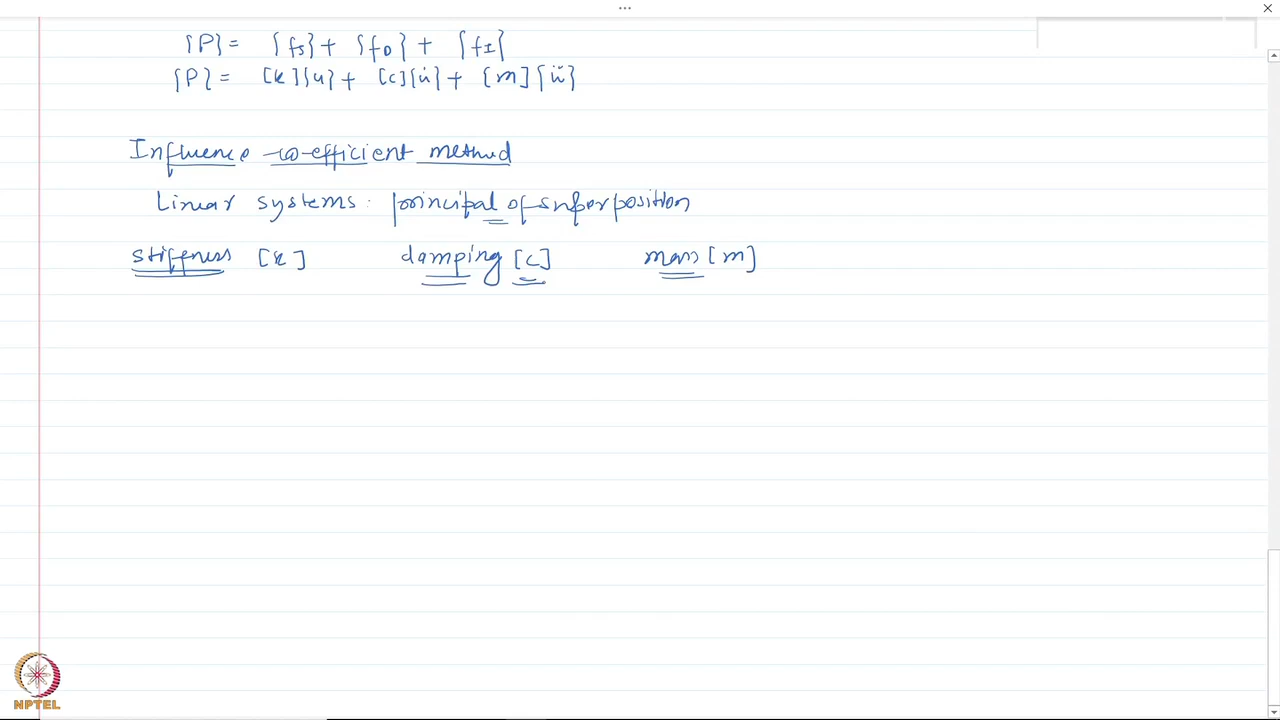 {P} = {fs} + {fD} + {fI}
{P} = [k]{u} + [c]{u̇} + [m]{ü}
Influence co-efficient method
Linear systems: principal of superposition
stiffness [k] damping [c] mass [m]
NPTEL